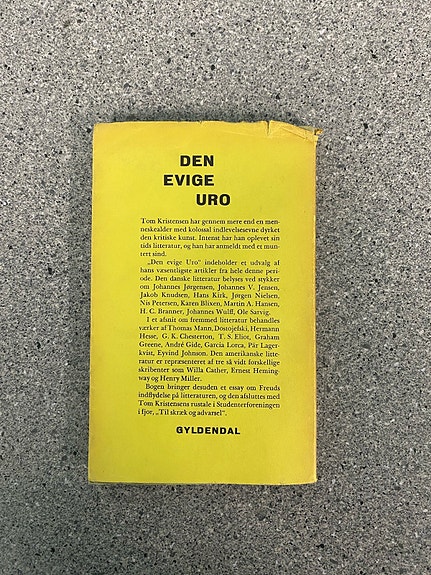 DEN
EVIGE
URO
Tom Kristensen har gennem mere end en men-
neskealder med kolossal indlevelsesevne dyrket
den kritiske kunst. Intenst har han oplevet sin
tids litteratur, og han har anmeldt med et mun-
tert sind.
„Den evige Uro" indeholder et udvalg af
hans væsentligste artikler fra hele denne peri-
ode. Den danske litteratur belyses ved stykker
om Johannes Jørgensen, Johannes V. Jensen,
Jakob Knudsen, Hans Kirk, Jørgen Nielsen,
Nis Petersen, Karen Blixen, Martin A. Hansen,
H. C. Branner, Johannes Wulff, Ole Sarvig.
I et afsnit om fremmed litteratur behandles
værker af Thomas Mann, Dostojefski, Hermann
Hesse, G. K. Chesterton, T. S. Eliot, Graham
Greene, André Gide, Garcia Lorca, Pär Lager-
kvist, Eyvind Johnson. Den amerikanske litte-
ratur er repræsenteret af tre så vidt forskellige
skribenter som Willa Cather, Ernest Heming-
way og Henry Miller.
Bogen bringer desuden et essay om Freuds
indflydelse på litteraturen, og den afsluttes med
Tom Kristensens rustale i Studenterforeningen
i fjor, „Til skræk og advarsel".
GYLDENDAL